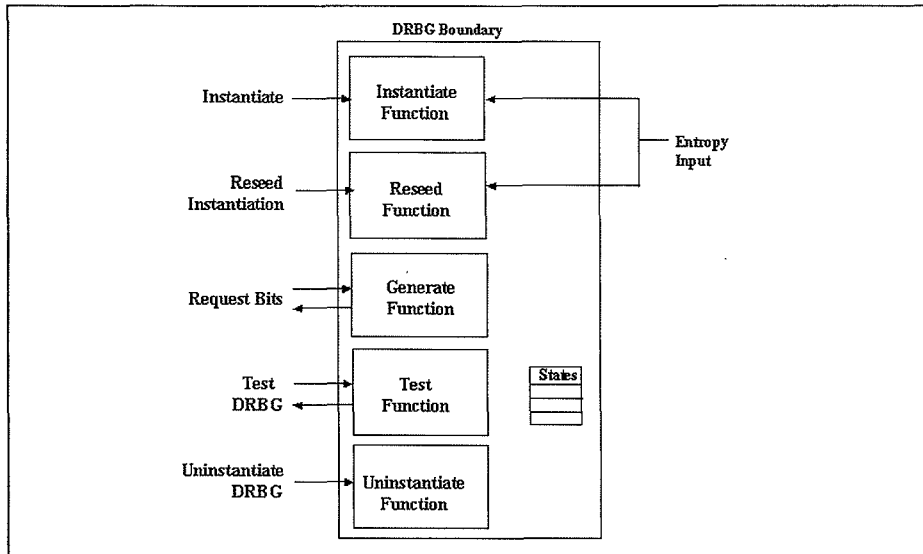 DRBG Boundary
Instantiate
Instantiate
Function
Entropy
Input
Reseed
Instantiation
Reseed
Function
Request Bits
Generate
Function
Test
DRBG
Test
Function
States
Uninstantiate
DRBG
Uninstantiate
Function